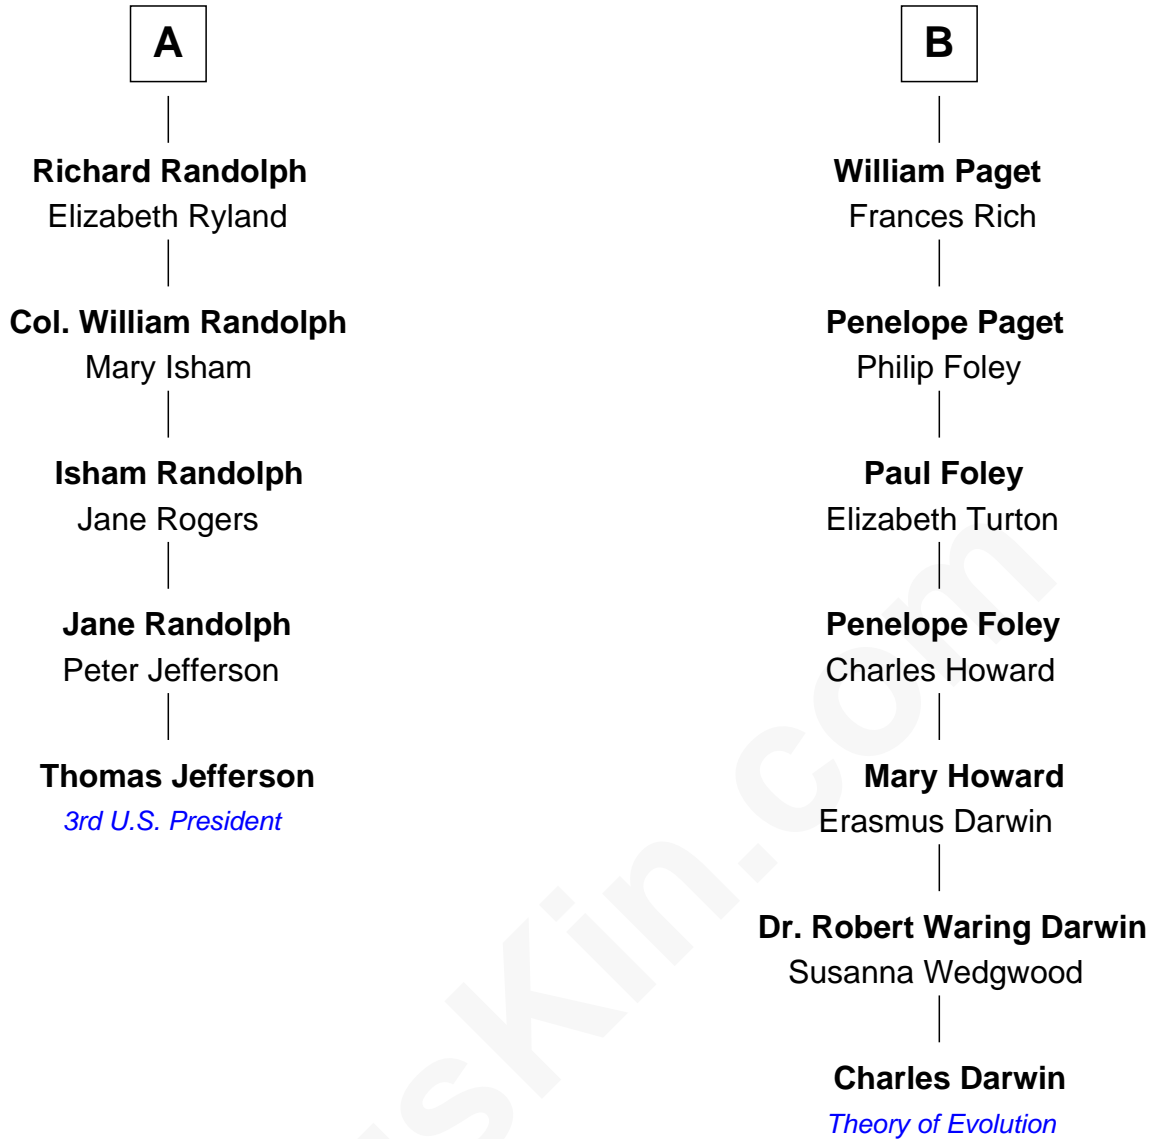 A
Richard Randolph
Elizabeth Ryland
Col. William Randolph
Mary Isham
Isham Randolph
Jane Rogers
Jane Randolph
Peter Jefferson
Thomas Jefferson
3rd U.S. President
B
William Paget
Frances Rich
Penelope Paget
Philip Foley
Paul Foley
Elizabeth Turton
Penelope Foley
Charles Howard
Mary Howard
Erasmus Darwin
Dr. Robert Waring Darwin
Susanna Wedgwood
Charles Darwin
Theory of Evolution